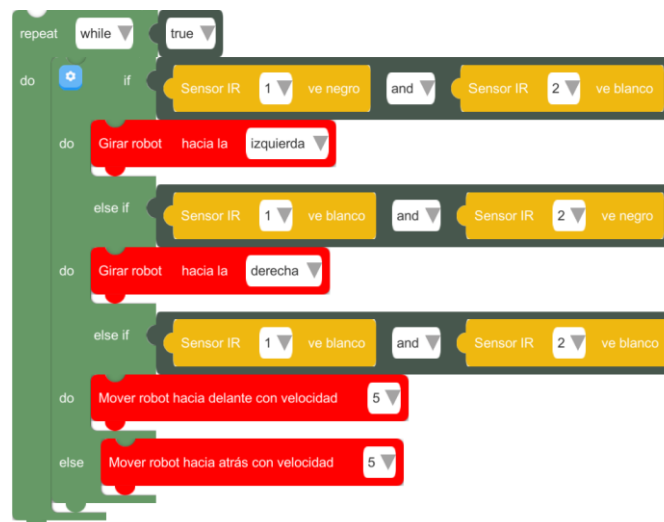 repeat while true
do if Sensor IR 1 ve negro and Sensor IR 2 ve blanco
do Girar robot hacia la izquierda
else if Sensor IR 1 ve blanco and Sensor IR 2 ve negro
do Girar robot hacia la derecha
else if Sensor IR 1 ve blanco and Sensor IR 2 ve blanco
do Mover robot hacia delante con velocidad 5
else Mover robot hacia atrás con velocidad 5